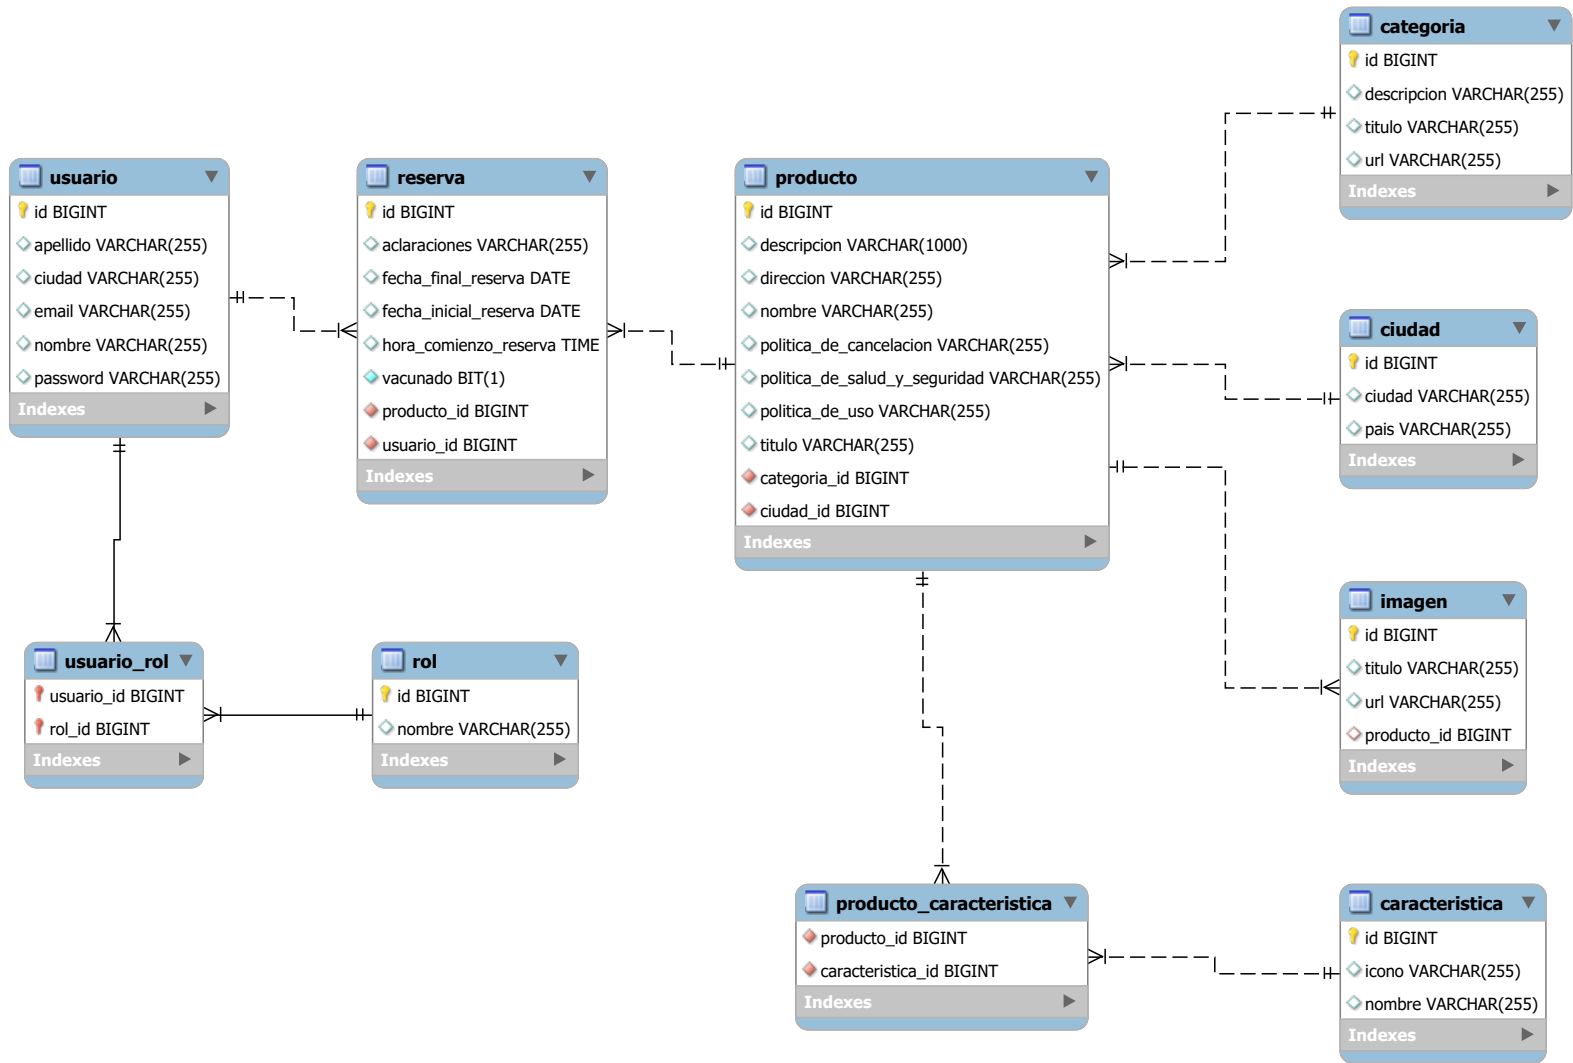 categoria
id BIGINT
descripcion VARCHAR(255)
titulo VARCHAR(255)
url VARCHAR(255)
Indexes
usuario
id BIGINT
apellido VARCHAR(255)
ciudad VARCHAR(255)
email VARCHAR(255)
nombre VARCHAR(255)
password VARCHAR(255)
Indexes
reserva
id BIGINT
aclaraciones VARCHAR(255)
fecha_final_reserva DATE
fecha_inicial_reserva DATE
hora_comienzo_reserva TIME
vacunado BIT(1)
producto_id BIGINT
usuario_id BIGINT
Indexes
producto
id BIGINT
descripcion VARCHAR(1000)
direccion VARCHAR(255)
nombre VARCHAR(255)
politica_de_cancelacion VARCHAR(255)
politica_de_salud_y_seguridad VARCHAR(255)
politica_de_uso VARCHAR(255)
titulo VARCHAR(255)
categoria_id BIGINT
ciudad_id BIGINT
Indexes
ciudad
id BIGINT
ciudad VARCHAR(255)
pais VARCHAR(255)
Indexes
imagen
id BIGINT
titulo VARCHAR(255)
url VARCHAR(255)
producto_id BIGINT
Indexes
usuario_rol
usuario_id BIGINT
rol_id BIGINT
Indexes
rol
id BIGINT
nombre VARCHAR(255)
Indexes
producto_caracteristica
producto_id BIGINT
caracteristica_id BIGINT
Indexes
caracteristica
id BIGINT
icono VARCHAR(255)
nombre VARCHAR(255)
Indexes